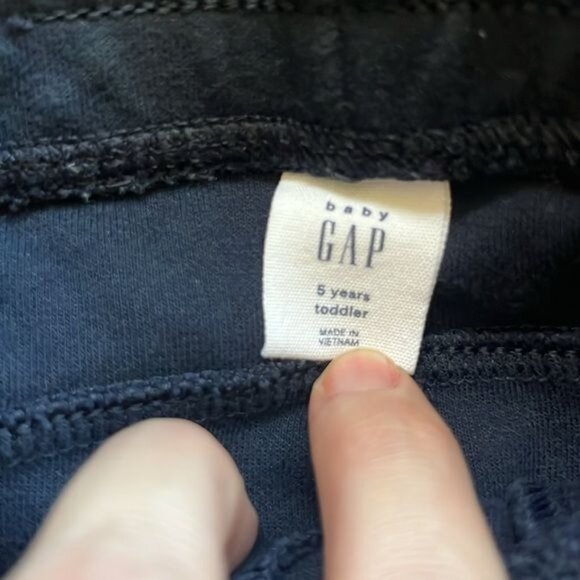 baby
GAP
5 years
toddler
MADE IN
VIETNAM